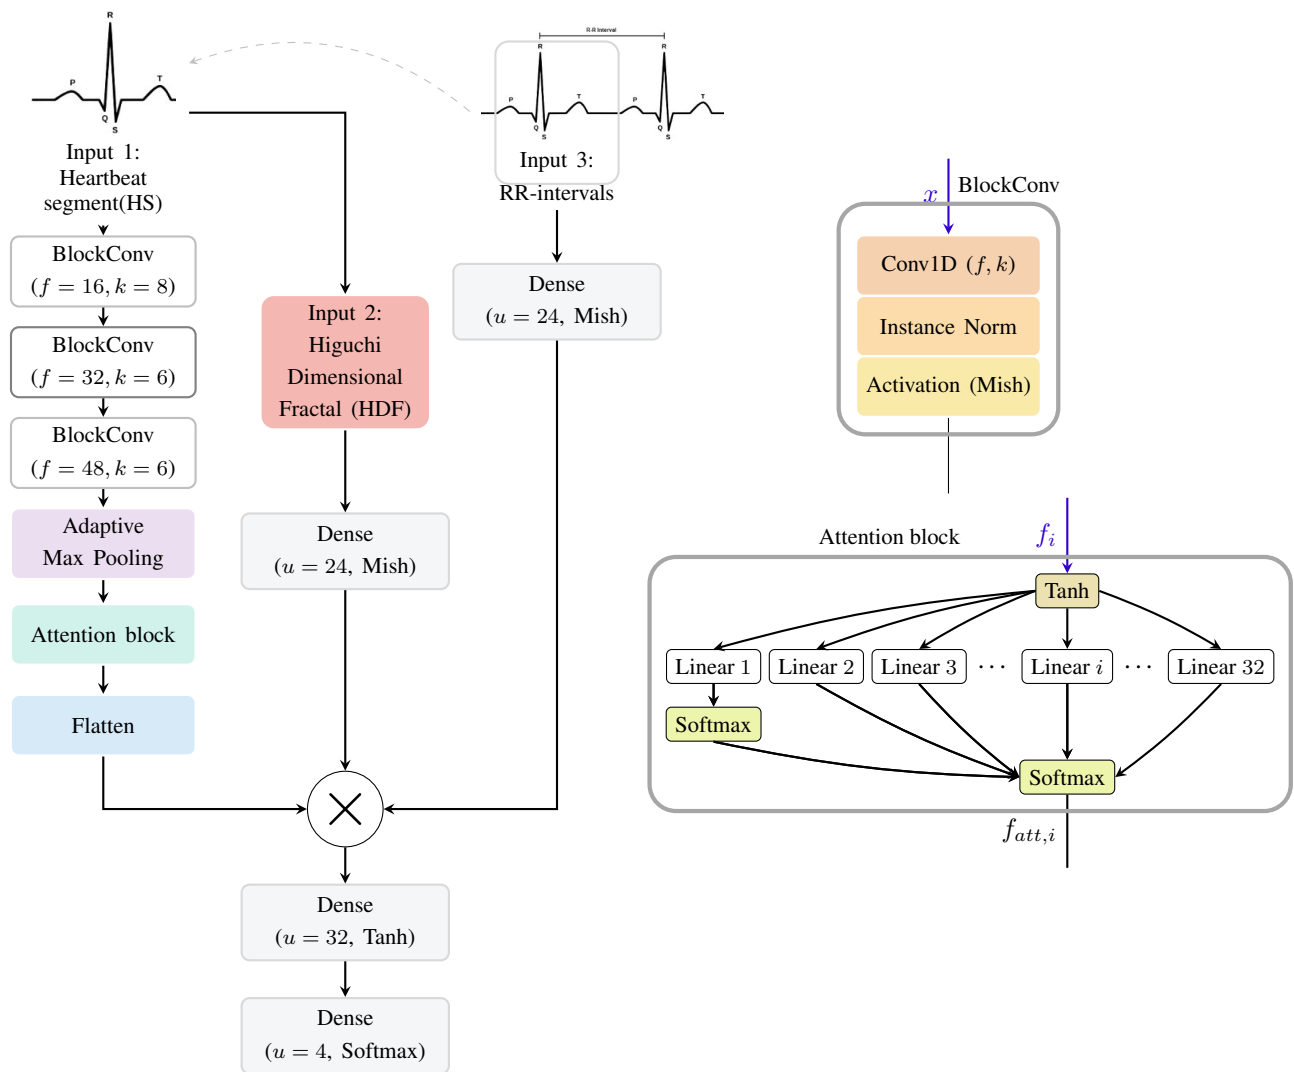 R
P
T
Q
S
Input 1:
Heartbeat
segment(HS)
BlockConv
(f = 16, k = 8)
BlockConv
(f = 32, k = 6)
BlockConv
(f = 48, k = 6)
Adaptive
Max Pooling
Attention block
Flatten
Input 2:
Higuchi
Dimensional
Fractal (HDF)
Dense
(u = 24, Mish)
R-R Interval
R
R
P
T
P
T
Q
Q
S
S
Input 3:
RR-intervals
Dense
(u = 24, Mish)
Dense
(u = 32, Tanh)
Dense
(u = 4, Softmax)
x
BlockConv
Conv1D (f, k)
Instance Norm
Activation (Mish)
Attention block
f_i
Tanh
Linear 1
Linear 2
Linear 3
...
Linear i
...
Linear 32
Softmax
Softmax
f_{att,i}